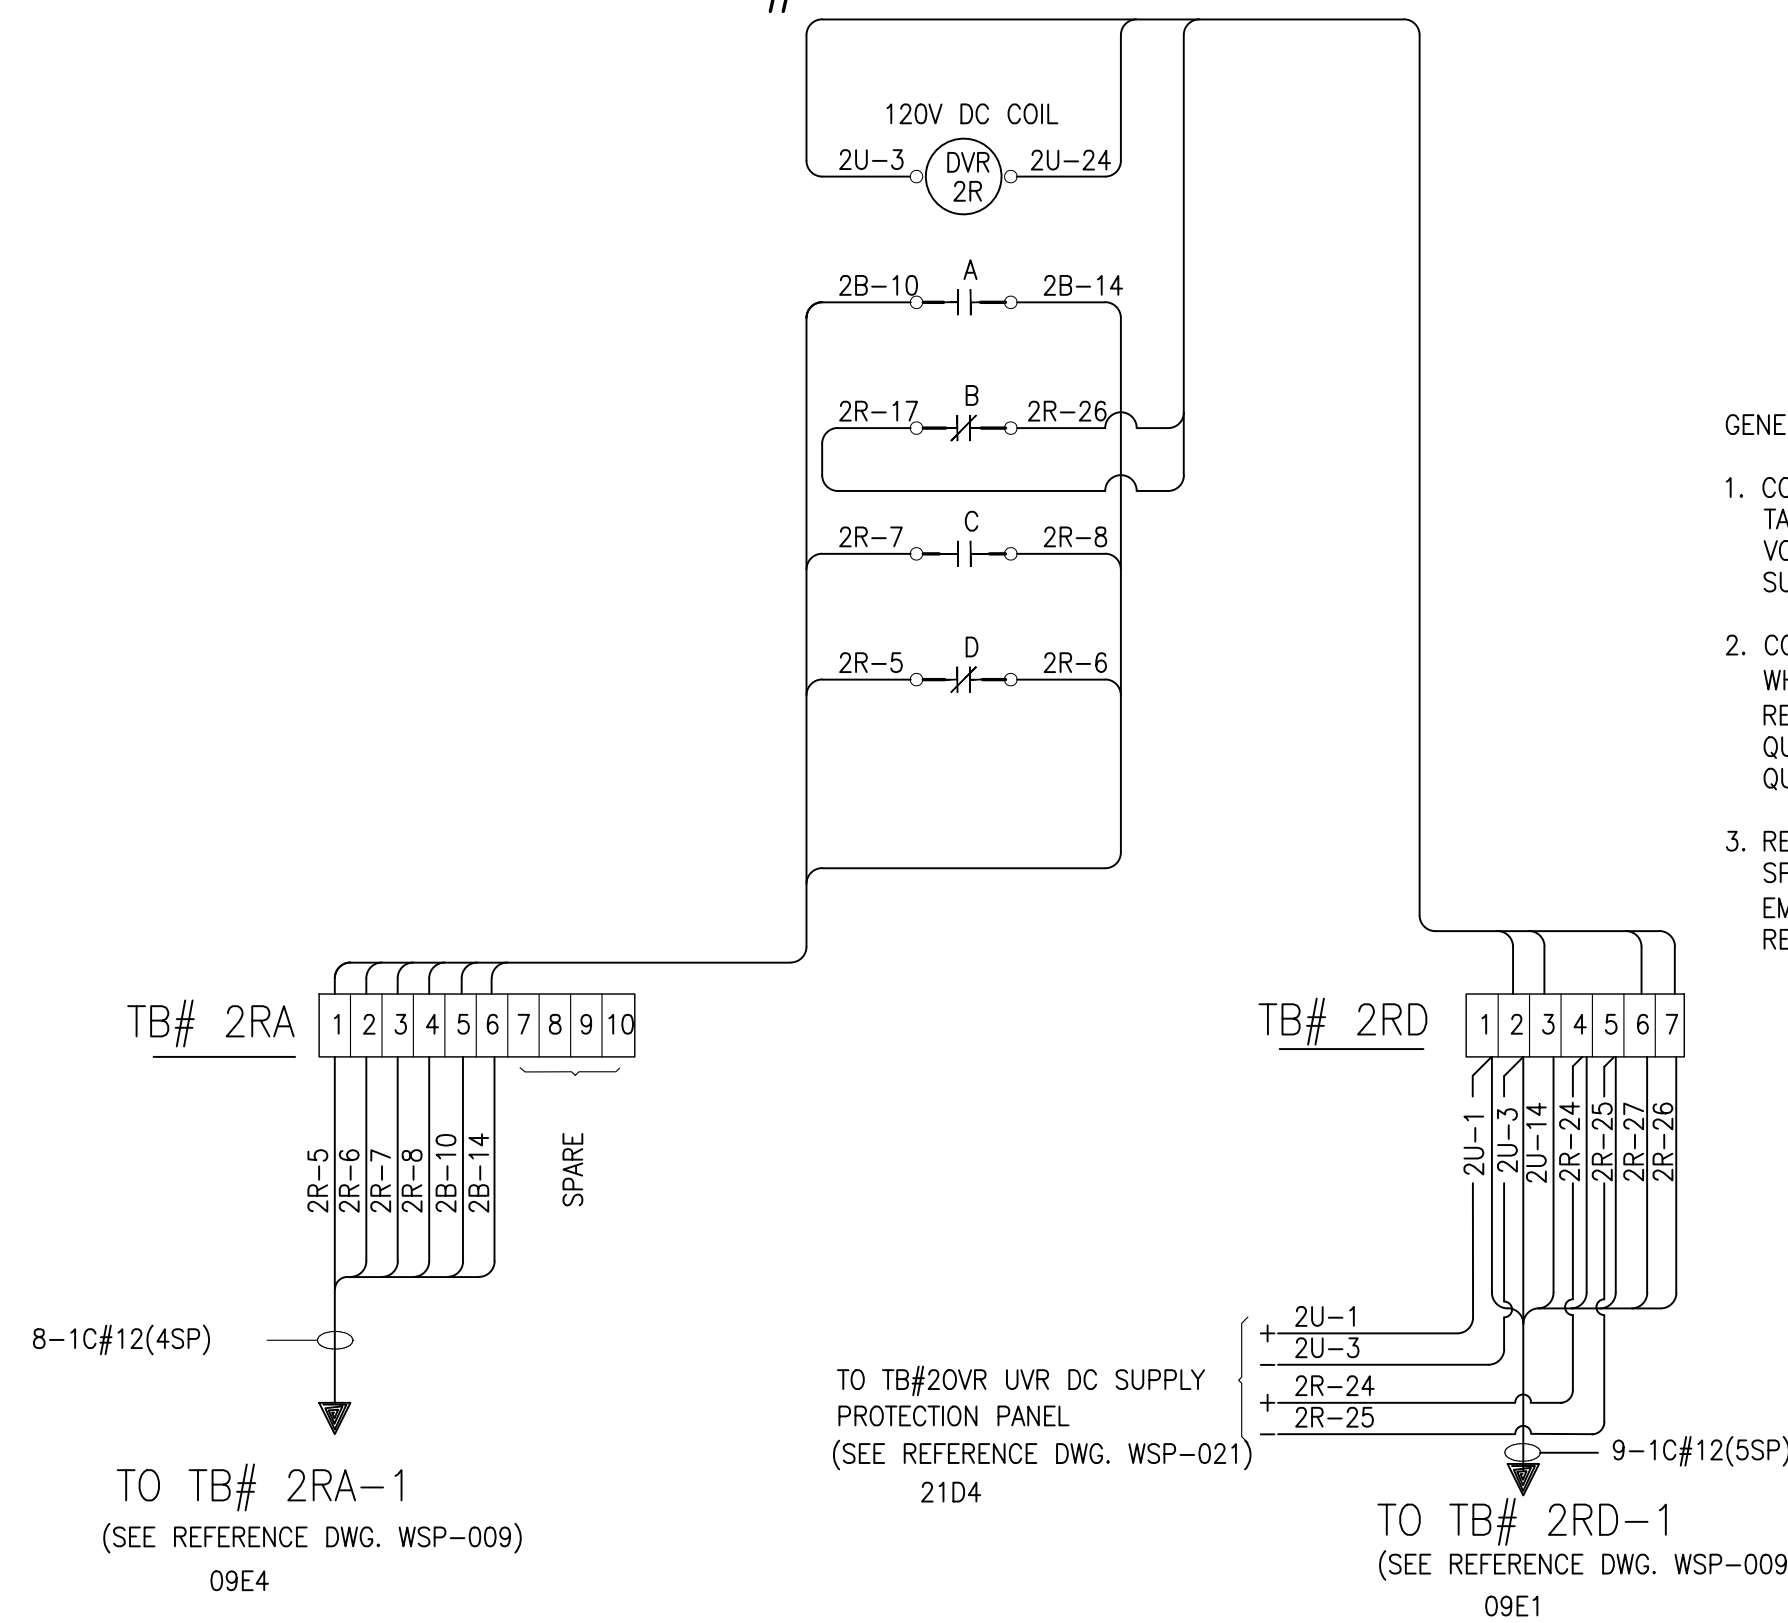 #
120V DC COIL
2U-3
DVR
2R
2U-24
A
2B-10
2B-14
B
2R-17
2R-26
C
2R-7
2R-8
D
2R-5
2R-6
GENE
1. CO
TA
VO
SU
2. CO
WH
RE
QU
QU
3. RE
SP
EM
RE
TB# 2RA
1 2 3 4 5 6 7 8 9 10
2R-5
2R-6
2R-7
2R-8
2B-10
2B-14
SPARE
8-1C#12(4SP)
TO TB# 2RA-1
(SEE REFERENCE DWG. WSP-009)
09E4
TB# 2RD
1 2 3 4 5 6 7
2U-1
2U-3
2U-14
2R-24
2R-25
2R-27
2R-26
+ 2U-1
- 2U-3
+ 2R-24
- 2R-25
TO TB#2OVR UVR DC SUPPLY
PROTECTION PANEL
(SEE REFERENCE DWG. WSP-021)
21D4
9-1C#12(5SP)
TO TB# 2RD-1
(SEE REFERENCE DWG. WSP-009
09E1